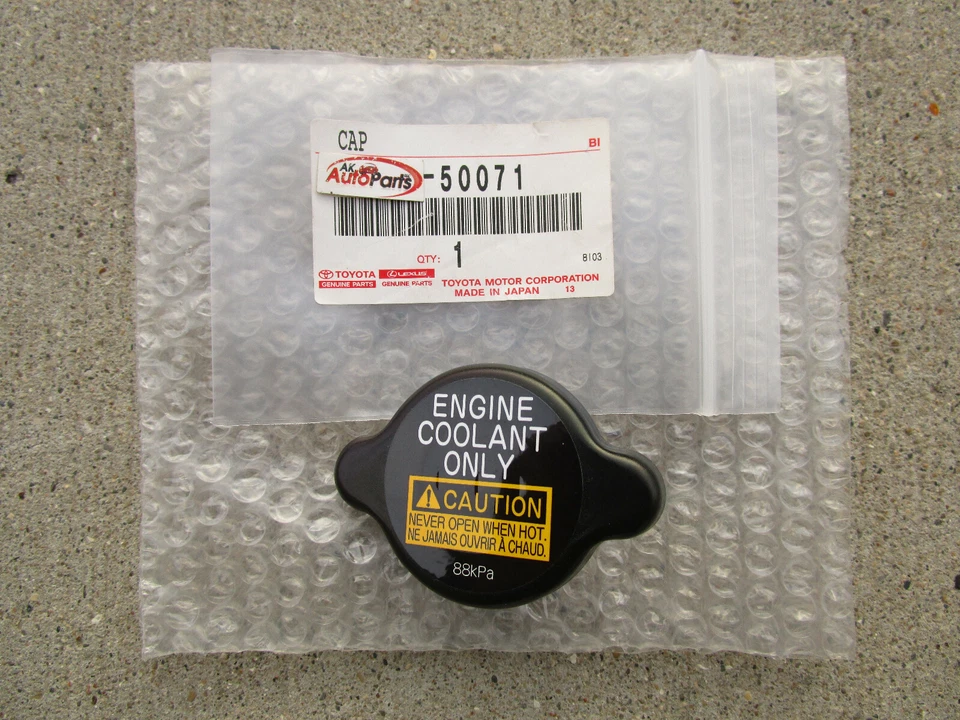 CAP
BI
AK
AutoParts
-50071
QTY: 1
8103
TOYOTA
GENUINE PARTS
LEXUS
GENUINE PARTS
TOYOTA MOTOR CORPORATION
MADE IN JAPAN 13
ENGINE
COOLANT
ONLY
CAUTION
NEVER OPEN WHEN HOT.
NE JAMAIS OUVRIR À CHAUD.
88kPa